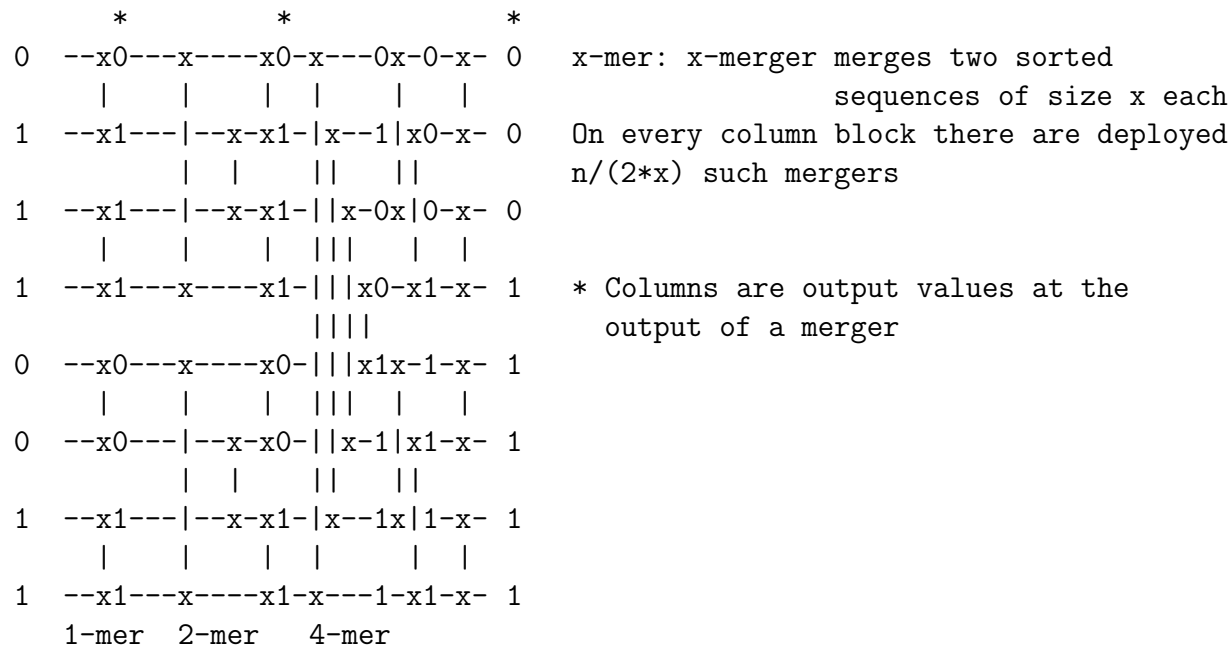 *         *            *
0  --x0---x----x0-x---0x-0-x- 0   x-mer: x-merger merges two sorted
     |    |    |  |    |   |                      sequences of size x each
1  --x1---|--x-x1-|x--1|x0-x- 0   On every column block there are deployed
          |  |    ||   ||         n/(2*x) such mergers
1  --x1---|--x-x1-||x-0x|0-x- 0
     |    |    |  |||   |  |
1  --x1---x----x1-|||x0-x1-x- 1   * Columns are output values at the
                  ||||              output of a merger
0  --x0---x----x0-|||x1x-1-x- 1
     |    |    |  ||| |    |
0  --x0---|--x-x0-||x-1|x1-x- 1
          |  |    ||   ||
1  --x1---|--x-x1-|x--1x|1-x- 1
     |    |    |  |     |  |
1  --x1---x----x1-x---1-x1-x- 1
   1-mer  2-mer   4-mer